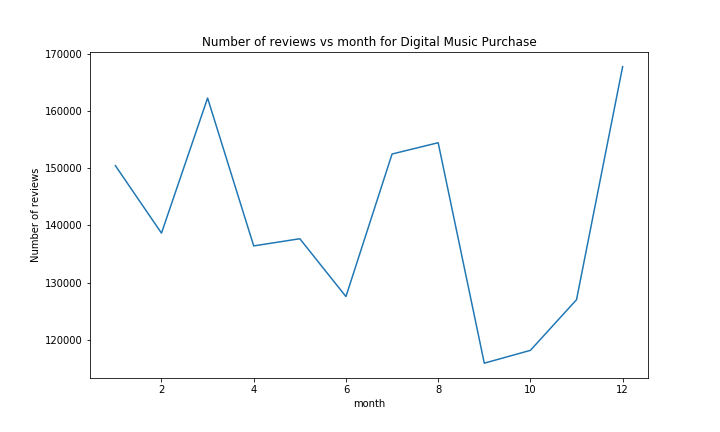 Number of reviews vs month for Digital Music Purchase
170000
160000
150000
140000
130000
120000
Number of reviews
2 4 6 8 10 12
month